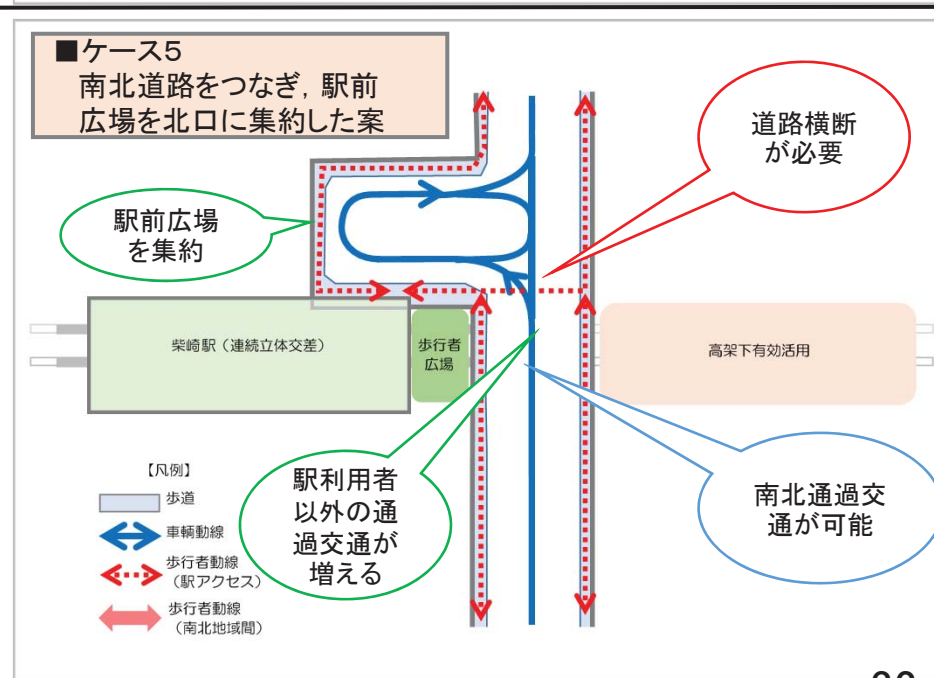 ■ケース5
南北道路をつなぎ，駅前
広場を北口に集約した案
道路横断
が必要
駅前広場
を集約
柴崎駅（連続立体交差）
歩行者
広場
高架下有効活用
【凡例】
歩道
車輌動線
歩行者動線
（駅アクセス）
歩行者動線
（南北地域間）
駅利用者
以外の通
過交通が
増える
南北通過交
通が可能